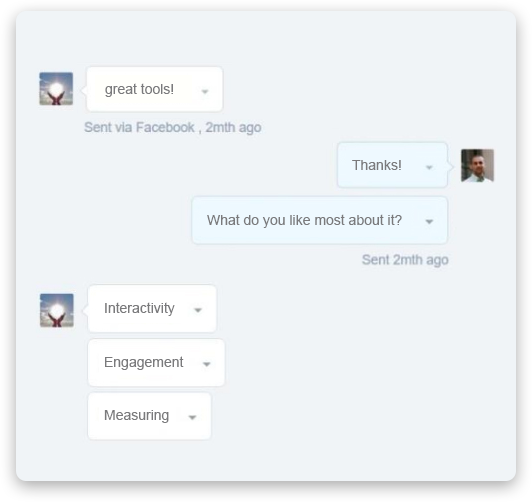 great tools!
Sent via Facebook , 2mth ago
Thanks!
What do you like most about it?
Sent 2mth ago
Interactivity
Engagement
Measuring